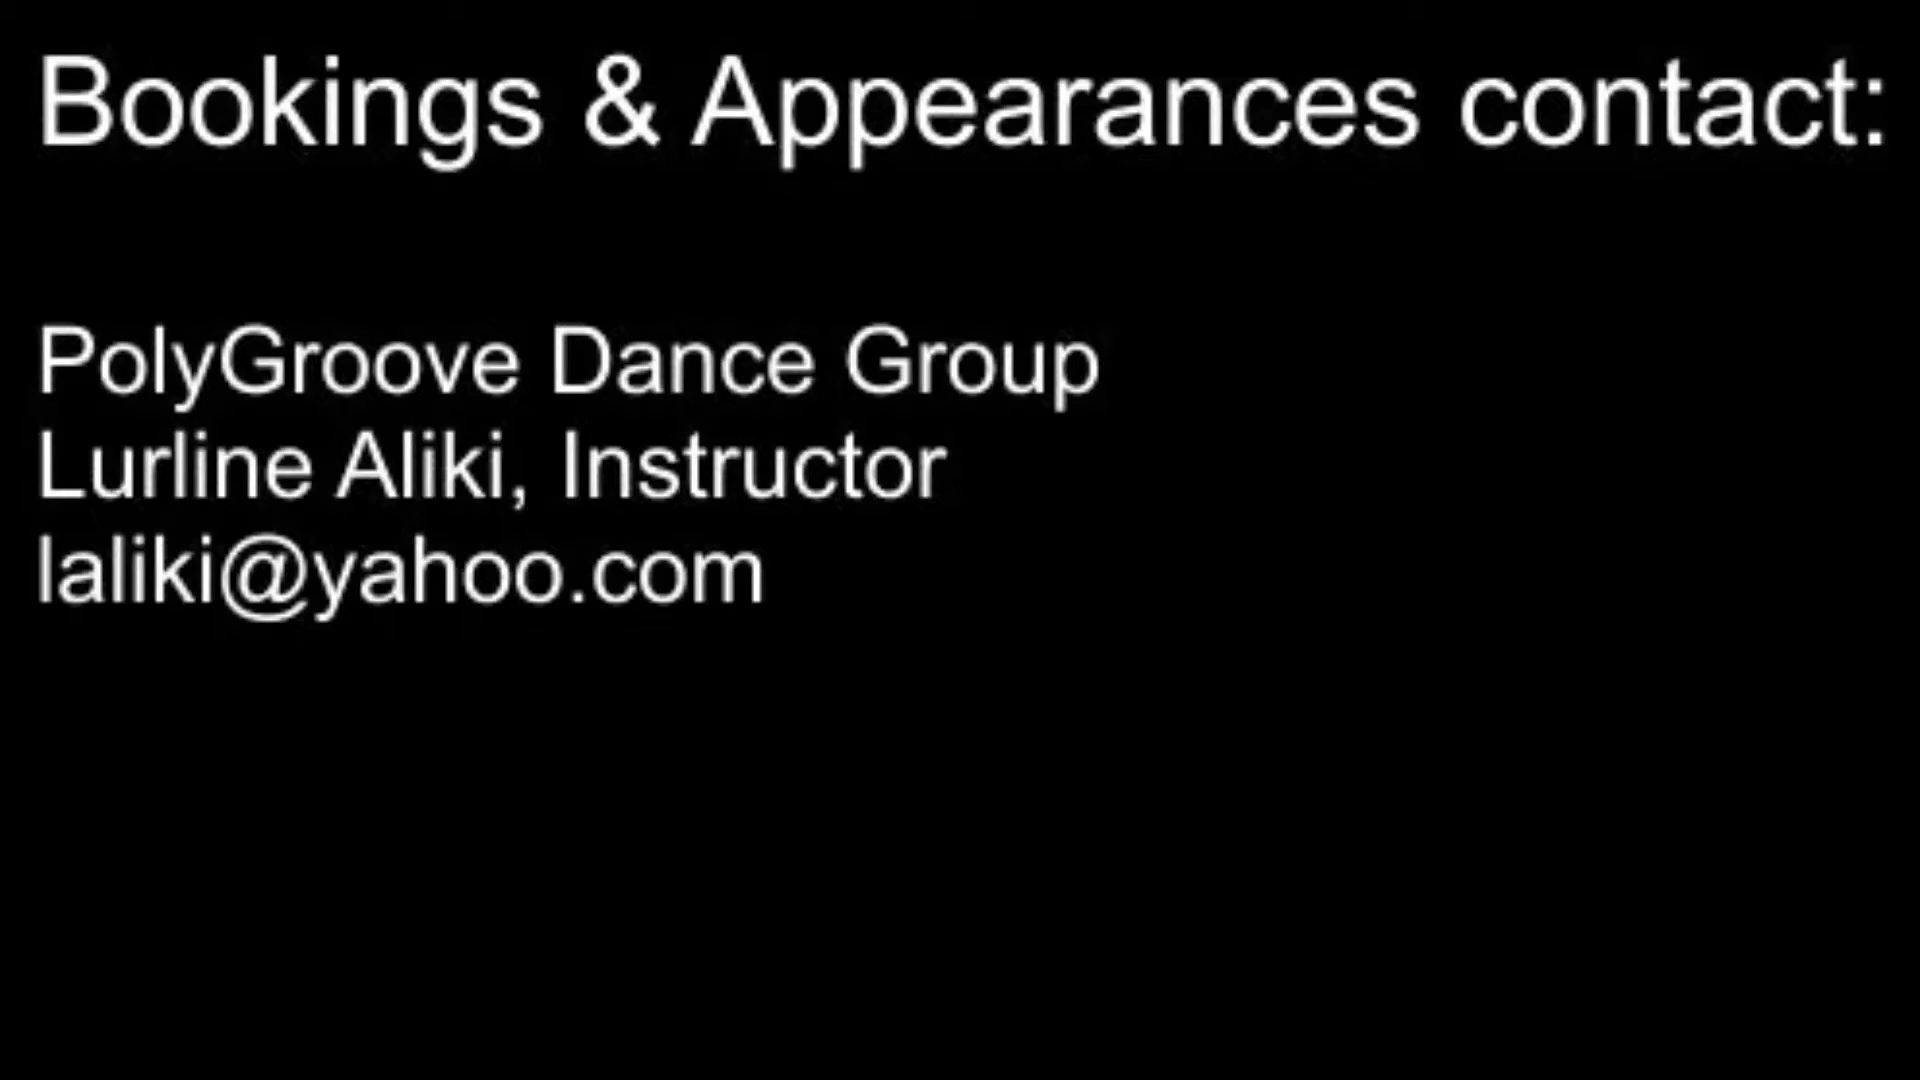 Bookings & Appearances contact:
PolyGroove Dance Group
Lurline Aliki, Instructor
laliki@yahoo.com